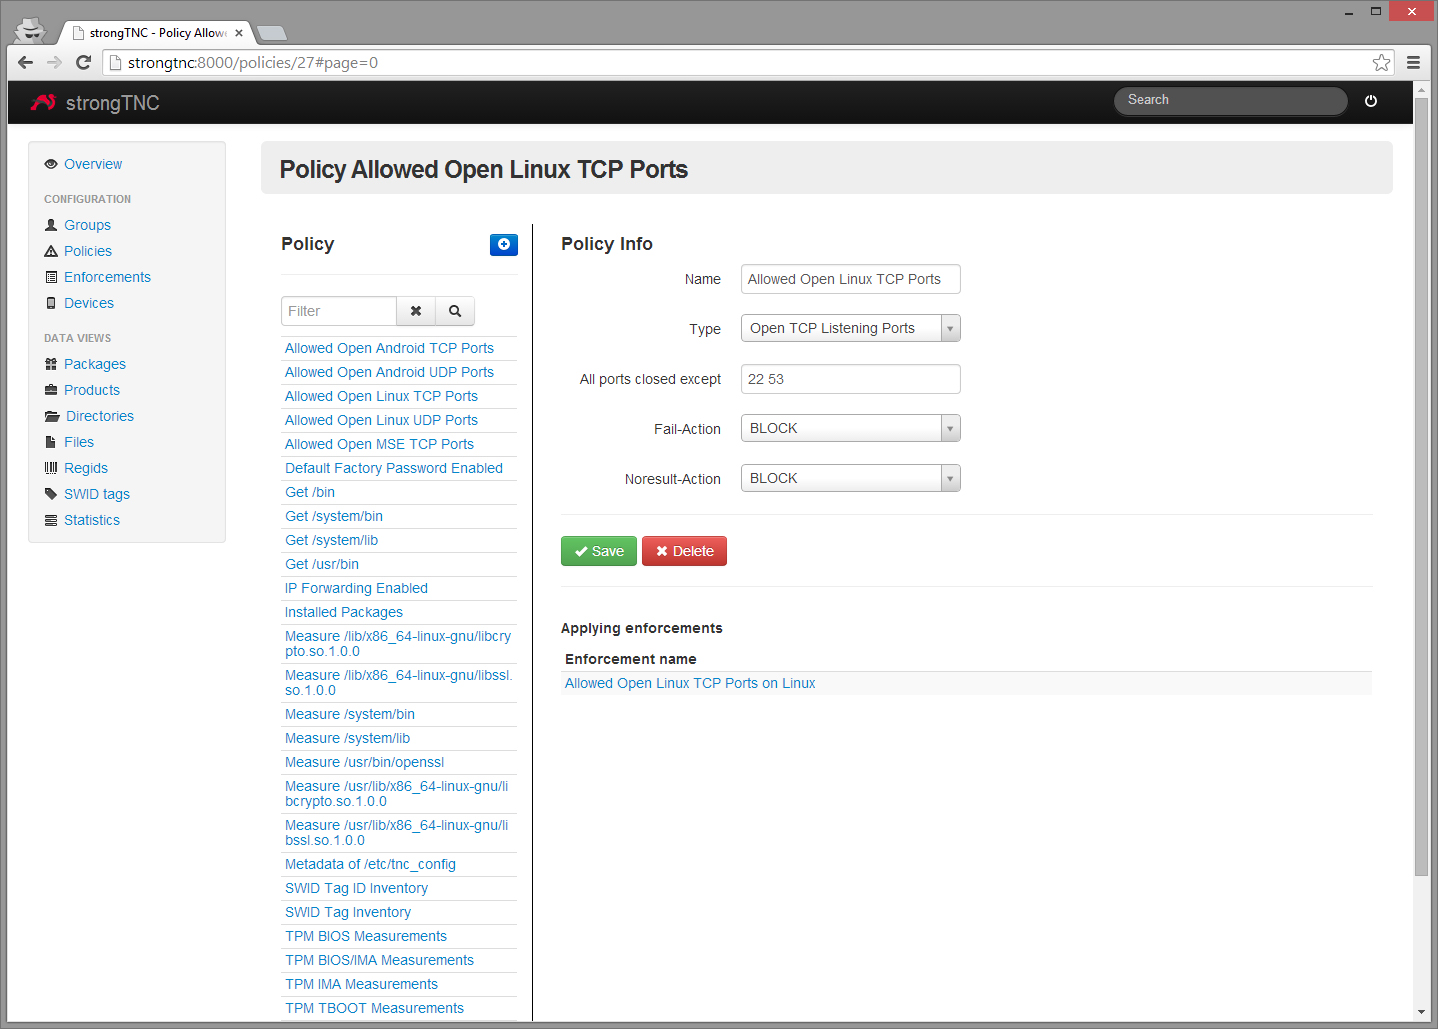 strongTNC - Policy Allow
strongtnc:8000/policies/27#page=0
strongTNC
Search
Overview
CONFIGURATION
Groups
Policies
Enforcements
Devices
DATA VIEWS
Packages
Products
Directories
Files
Regids
SWID tags
Statistics
Policy Allowed Open Linux TCP Ports
Policy
Filter
Allowed Open Android TCP Ports
Allowed Open Android UDP Ports
Allowed Open Linux TCP Ports
Allowed Open Linux UDP Ports
Allowed Open MSE TCP Ports
Default Factory Password Enabled
Get /bin
Get /system/bin
Get /system/lib
Get /usr/bin
IP Forwarding Enabled
Installed Packages
Measure /lib/x86_64-linux-gnu/libcry
pto.so.1.0.0
Measure /lib/x86_64-linux-gnu/libssl.
so.1.0.0
Measure /system/bin
Measure /system/lib
Measure /usr/bin/openssl
Measure /usr/lib/x86_64-linux-gnu/li
bcrypto.so.1.0.0
Measure /usr/lib/x86_64-linux-gnu/li
bssl.so.1.0.0
Metadata of /etc/tnc_config
SWID Tag ID Inventory
SWID Tag Inventory
TPM BIOS Measurements
TPM BIOS/IMA Measurements
TPM IMA Measurements
TPM TBOOT Measurements
Policy Info
Name Allowed Open Linux TCP Ports
Type Open TCP Listening Ports
All ports closed except 22 53
Fail-Action BLOCK
Noresult-Action BLOCK
Save Delete
Applying enforcements
Enforcement name
Allowed Open Linux TCP Ports on Linux